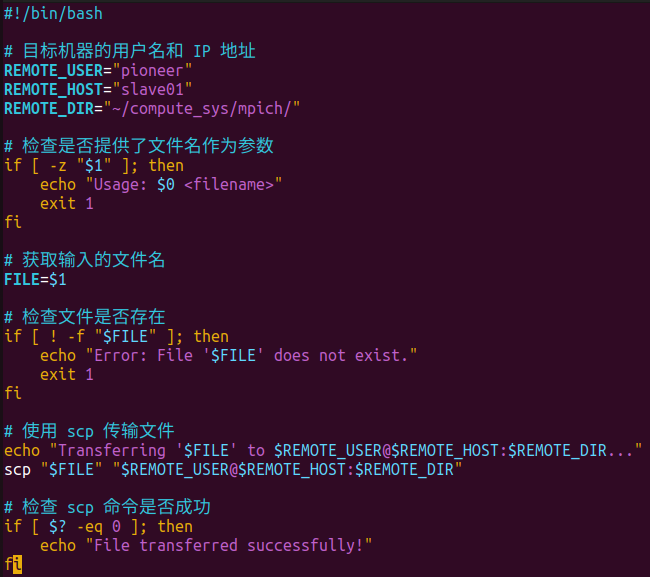 #!/bin/bash
# 目标机器的用户名和 IP 地址
REMOTE_USER="pioneer"
REMOTE_HOST="slave01"
REMOTE_DIR="~/compute_sys/mpich/"
# 检查是否提供了文件名作为参数
if [ -z "$1" ]; then
    echo "Usage: $0 <filename>"
    exit 1
fi
# 获取输入的文件名
FILE=$1
# 检查文件是否存在
if [ ! -f "$FILE" ]; then
    echo "Error: File '$FILE' does not exist."
    exit 1
fi
# 使用 scp 传输文件
echo "Transferring '$FILE' to $REMOTE_USER@$REMOTE_HOST:$REMOTE_DIR..."
scp "$FILE" "$REMOTE_USER@$REMOTE_HOST:$REMOTE_DIR"
# 检查 scp 命令是否成功
if [ $? -eq 0 ]; then
    echo "File transferred successfully!"
fi